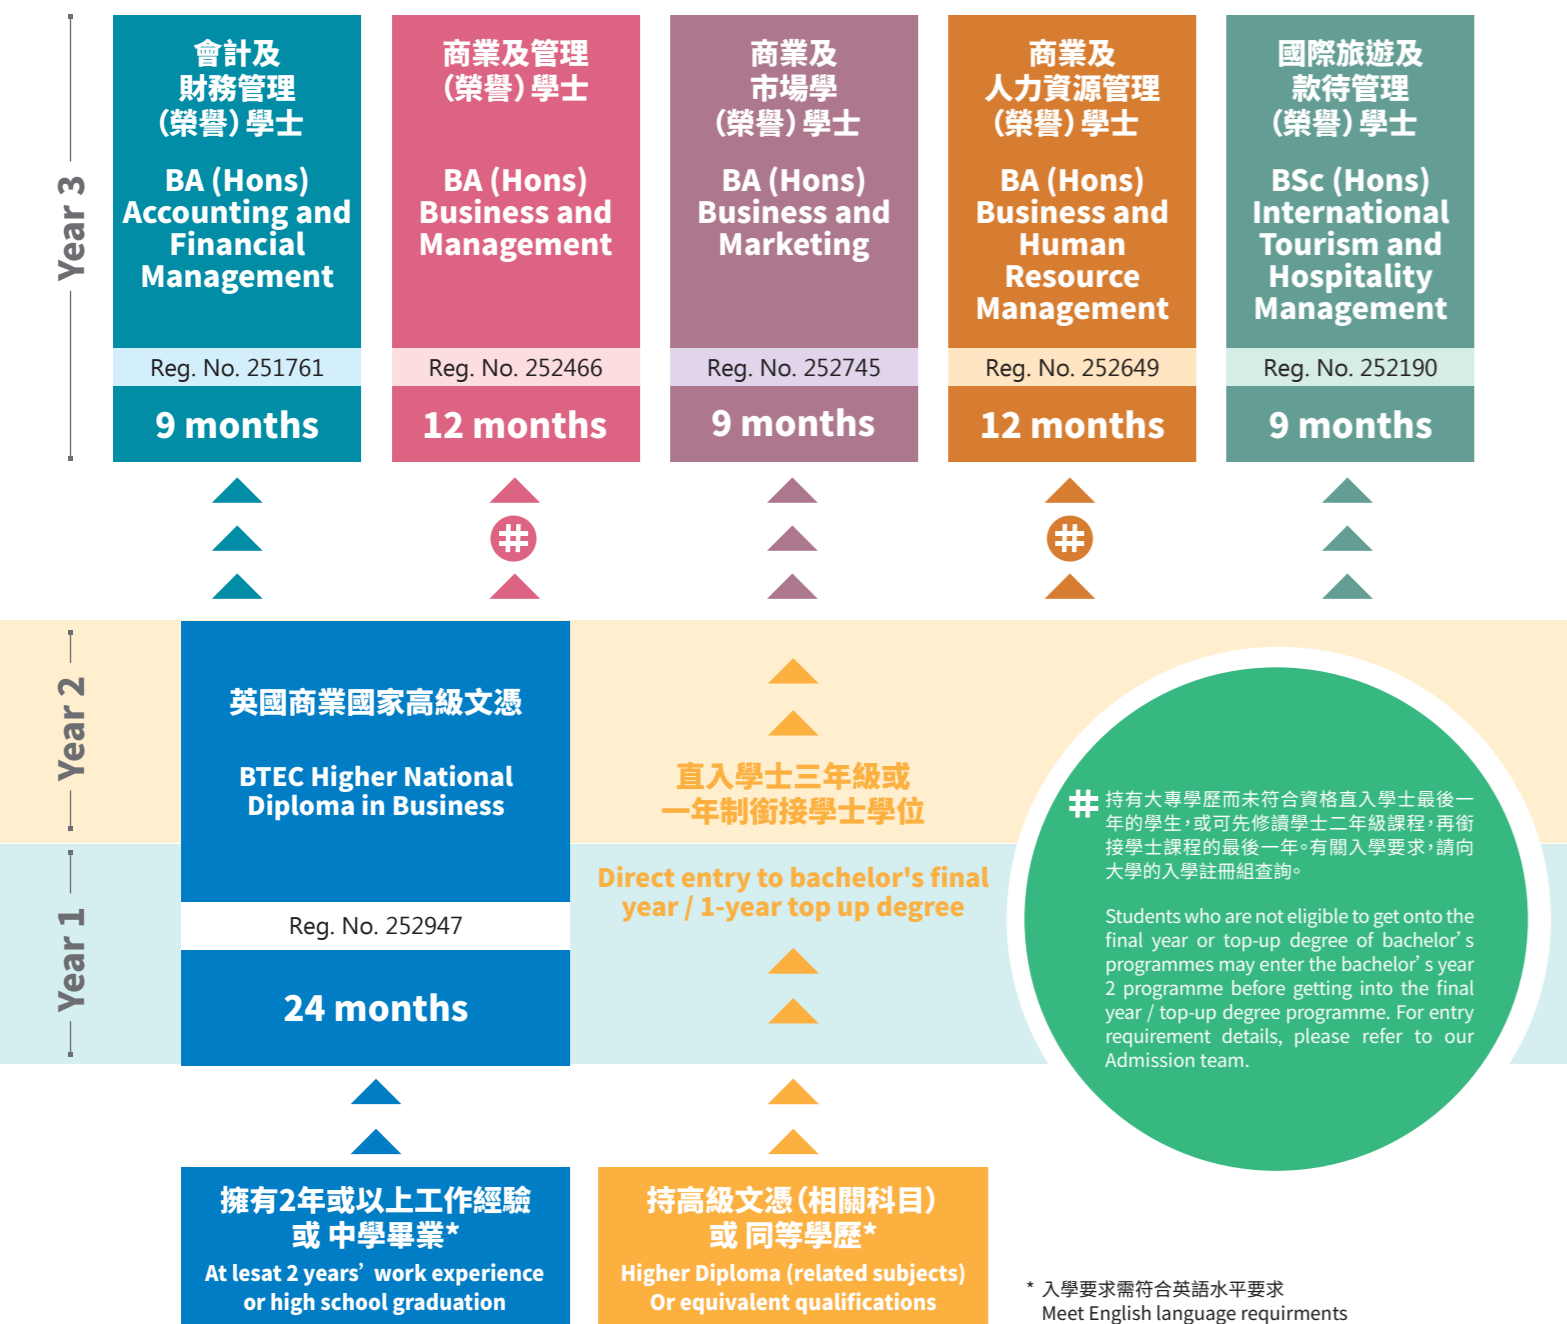 Year 3
會計及
財務管理
（榮譽）學士
BA (Hons)
Accounting and
Financial
Management
Reg. No. 251761
9 months
商業及管理
（榮譽）學士
BA (Hons)
Business and
Management
Reg. No. 252466
12 months
商業及
市場學
（榮譽）學士
BA (Hons)
Business and
Marketing
Reg. No. 252745
9 months
商業及
人力資源管理
（榮譽）學士
BA (Hons)
Business and
Human
Resource
Management
Reg. No. 252649
12 months
國際旅遊及
款待管理
（榮譽）學士
BSc (Hons)
International
Tourism and
Hospitality
Management
Reg. No. 252190
9 months
#
#
Year 2
Year 1
英國商業國家高級文憑
BTEC Higher National
Diploma in Business
Reg. No. 252947
24 months
直入學士三年級或
一年制銜接學士學位
Direct entry to bachelor's final
year / 1-year top up degree
# 持有大專學歷而未符合資格直入學士最後一
年的學生，或可先修讀學士二年級課程，再銜
接學士課程的最後一年。有關入學要求，請向
大學的入學註冊組查詢。
Students who are not eligible to get onto the
final year or top-up degree of bachelor’s
programmes may enter the bachelor’s year
2 programme before getting into the final
year / top-up degree programme. For entry
requirement details, please refer to our
Admission team.
擁有2年或以上工作經驗
或 中學畢業*
At lesat 2 years’ work experience
or high school graduation
持高級文憑（相關科目）
或 同等學歷*
Higher Diploma (related subjects)
Or equivalent qualifications
* 入學要求需符合英語水平要求
Meet English language requirments